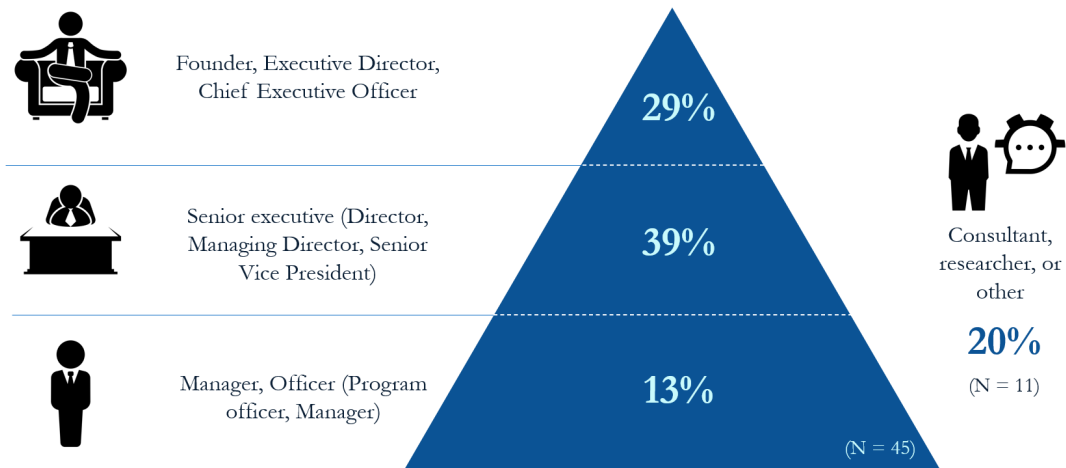 Founder, Executive Director,
Chief Executive Officer
29%
Senior executive (Director,
Managing Director, Senior
Vice President)
39%
Manager, Officer (Program
officer, Manager)
13%
(N = 45)
Consultant,
researcher, or
other
20%
(N = 11)